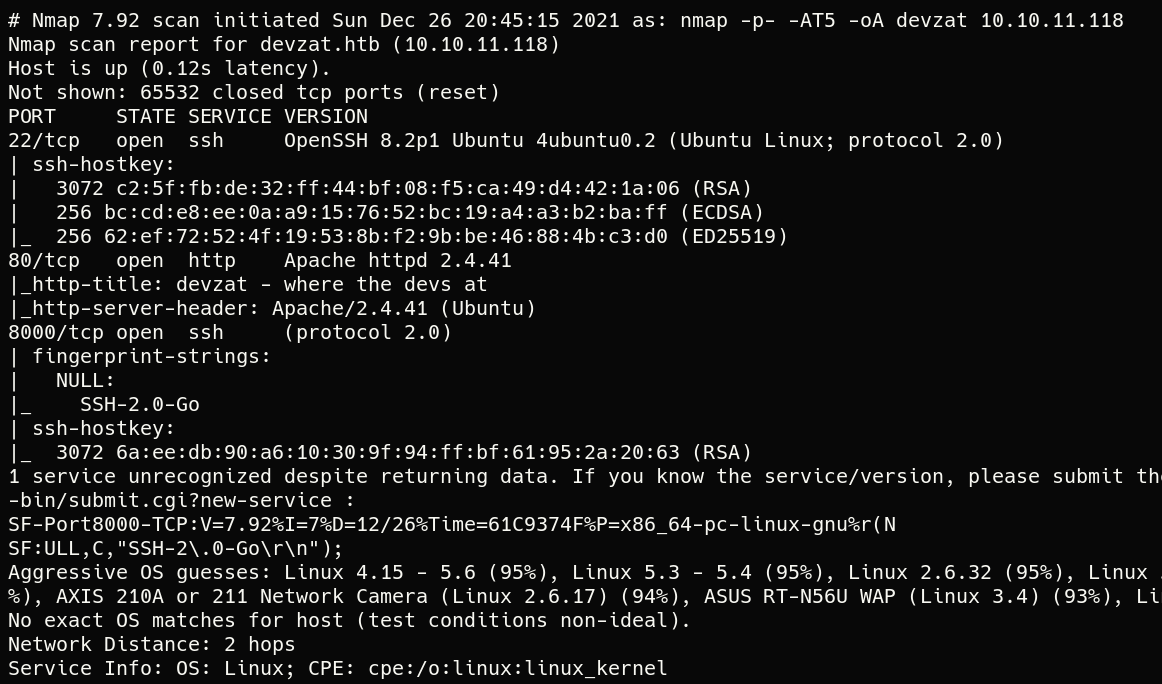 # Nmap 7.92 scan initiated Sun Dec 26 20:45:15 2021 as: nmap -p- -AT5 -oA devzat 10.10.11.118
Nmap scan report for devzat.htb (10.10.11.118)
Host is up (0.12s latency).
Not shown: 65532 closed tcp ports (reset)
PORT     STATE SERVICE VERSION
22/tcp   open  ssh     OpenSSH 8.2p1 Ubuntu 4ubuntu0.2 (Ubuntu Linux; protocol 2.0)
| ssh-hostkey:
|   3072 c2:5f:fb:de:32:ff:44:bf:08:f5:ca:49:d4:42:1a:06 (RSA)
|   256 bc:cd:e8:ee:0a:a9:15:76:52:bc:19:a4:a3:b2:ba:ff (ECDSA)
|_  256 62:ef:72:52:4f:19:53:8b:f2:9b:be:46:88:4b:c3:d0 (ED25519)
80/tcp   open  http    Apache httpd 2.4.41
|_http-title: devzat - where the devs at
|_http-server-header: Apache/2.4.41 (Ubuntu)
8000/tcp open  ssh     (protocol 2.0)
| fingerprint-strings:
|   NULL:
|_    SSH-2.0-Go
| ssh-hostkey:
|_  3072 6a:ee:db:90:a6:10:30:9f:94:ff:bf:61:95:2a:20:63 (RSA)
1 service unrecognized despite returning data. If you know the service/version, please submit
-bin/submit.cgi?new-service :
SF-Port8000-TCP:V=7.92%I=7%D=12/26%Time=61C9374F%P=x86_64-pc-linux-gnu%r(N
SF:ULL,C,"SSH-2\.0-Go\r\n");
Aggressive OS guesses: Linux 4.15 - 5.6 (95%), Linux 5.3 - 5.4 (95%), Linux 2.6.32 (95%), Linux
%), AXIS 210A or 211 Network Camera (Linux 2.6.17) (94%), ASUS RT-N56U WAP (Linux 3.4) (93%),
No exact OS matches for host (test conditions non-ideal).
Network Distance: 2 hops
Service Info: OS: Linux; CPE: cpe:/o:linux:linux_kernel